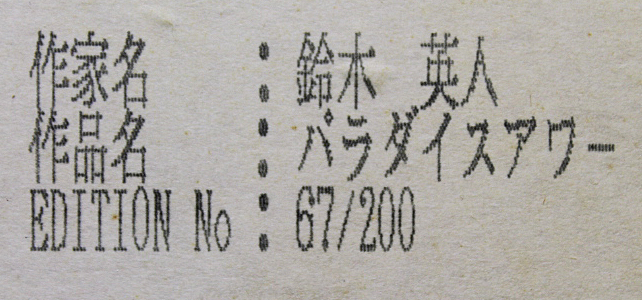 作家名 : 鈴木 英人
作品名 : パラダイスアワー
EDITION No : 67/200